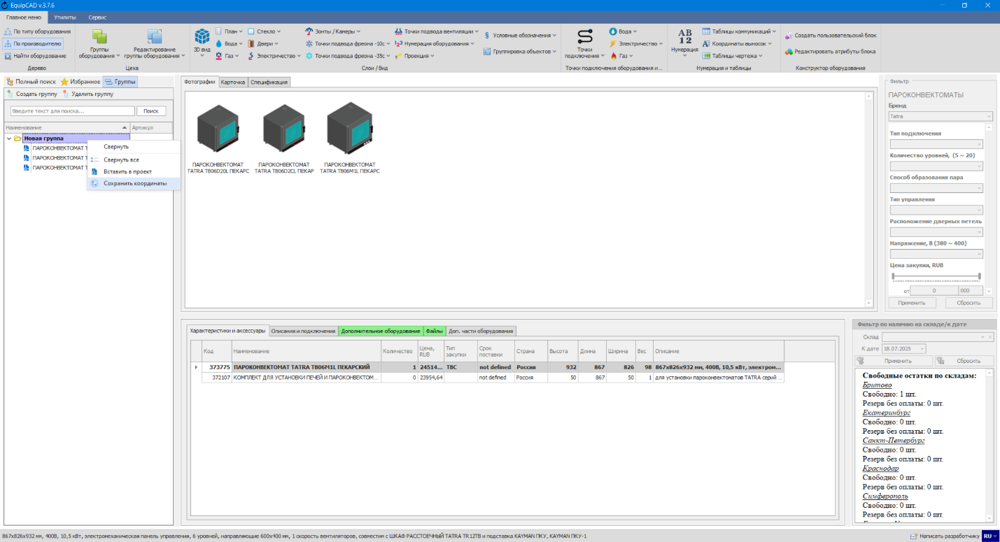 EquipCAD v.3.7.6
Главное меню Утилиты Сервис
По типу оборудования
По производителю
Найти оборудование
Дерево
Группы оборудования
Редактирование группы оборудования
Цеха
3D вид
План Стекло Зонты / Камеры Точки подвода вентиляции Условные обозначения
Вода Двери Точки подвода фреона -10с Нумерация оборудования Группировка объектов
Газ Электричество Точки подвода фреона -35с Проекция
Слои / Вид
Точки подключения
Вода
Электричество
Газ
Точки подключения оборудования и...
AB 12
Нумерация
Таблицы коммуникаций
Координаты выносок
Таблицы чертежа
Нумерация и таблицы
Создать пользовательский блок
Редактировать атрибуты блока
Конструктор оборудования
Полный поиск Избранное Группы
Создать группу Удалить группу
Введите текст для поиска... Поиск
Наименование Артикул
Новая группа
ПАРОКОНВЕКТОМАТ T
ПАРОКОНВЕКТОМАТ T
ПАРОКОНВЕКТОМАТ T
Свернуть
Свернуть все
Вставить в проект
Сохранить координаты
Фотографии Карточка Спецификация
ПАРОКОНВЕКТОМАТ TATRA TB06D20L ПЕКАРС
ПАРОКОНВЕКТОМАТ TATRA TB06D2CL ПЕКАР
ПАРОКОНВЕКТОМАТ TATRA TB06M1L ПЕКАРС
Фильтр
ПАРОКОНВЕКТОМАТЫ
Бренд
Tatra
Тип подключения
Количество уровней, (5 ~ 20)
Способ образования пара
Тип управления
Расположение дверных петель
Напряжение, В (380 ~ 400)
Цена закупки, RUB
от 0 000
Применить Сбросить
Характеристики и аксессуары Описания и подключения Дополнительное оборудование Файлы Доп. части оборудования
Код Наименование Количество Цена, RUB Тип закупки Срок поставки Страна Высота Длина Ширина Вес Описание
373775 ПАРОКОНВЕКТОМАТ TATRA TB06M1L ПЕКАРСКИЙ 1 24514... ТВС not defined Россия 932 867 826 98 867x826x932 мм, 400В, 10,5 кВт, электром...
372107 КОМПЛЕКТ ДЛЯ УСТАНОВКИ ПЕЧЕЙ И ПАРОКОНВЕКТОМ... 0 23954,64 not defined Россия 50 867 50 1 для установки пароконвектоматов TATRA серий ...
Фильтр по наличию на складе/к дате
Склад
К дате 18.07.2025
Применить Сбросить
Свободные остатки по складам:
Бритово
Свободно: 1 шт.
Резерв без оплаты: 0 шт.
Екатеринбург
Свободно: 0 шт.
Резерв без оплаты: 0 шт.
Санкт-Петербург
Свободно: 0 шт.
Резерв без оплаты: 0 шт.
Краснодар
Свободно: 0 шт.
Резерв без оплаты: 0 шт.
Симферополь
Свободно: 0 шт.
Резерв без оплаты: 0 шт.
867x826x932 мм, 400В, 10,5 кВт, электромеханическая панель управления, 6 уровней, направляющие 600x400 мм, 1 скорость вентиляторов, совместим с ШКАФ РАССТОЕЧНЫЙ TATRA TR12TB и подставка KAYMAN ПКУ, KAYMAN ПКУ-1
Написать разработчику RU